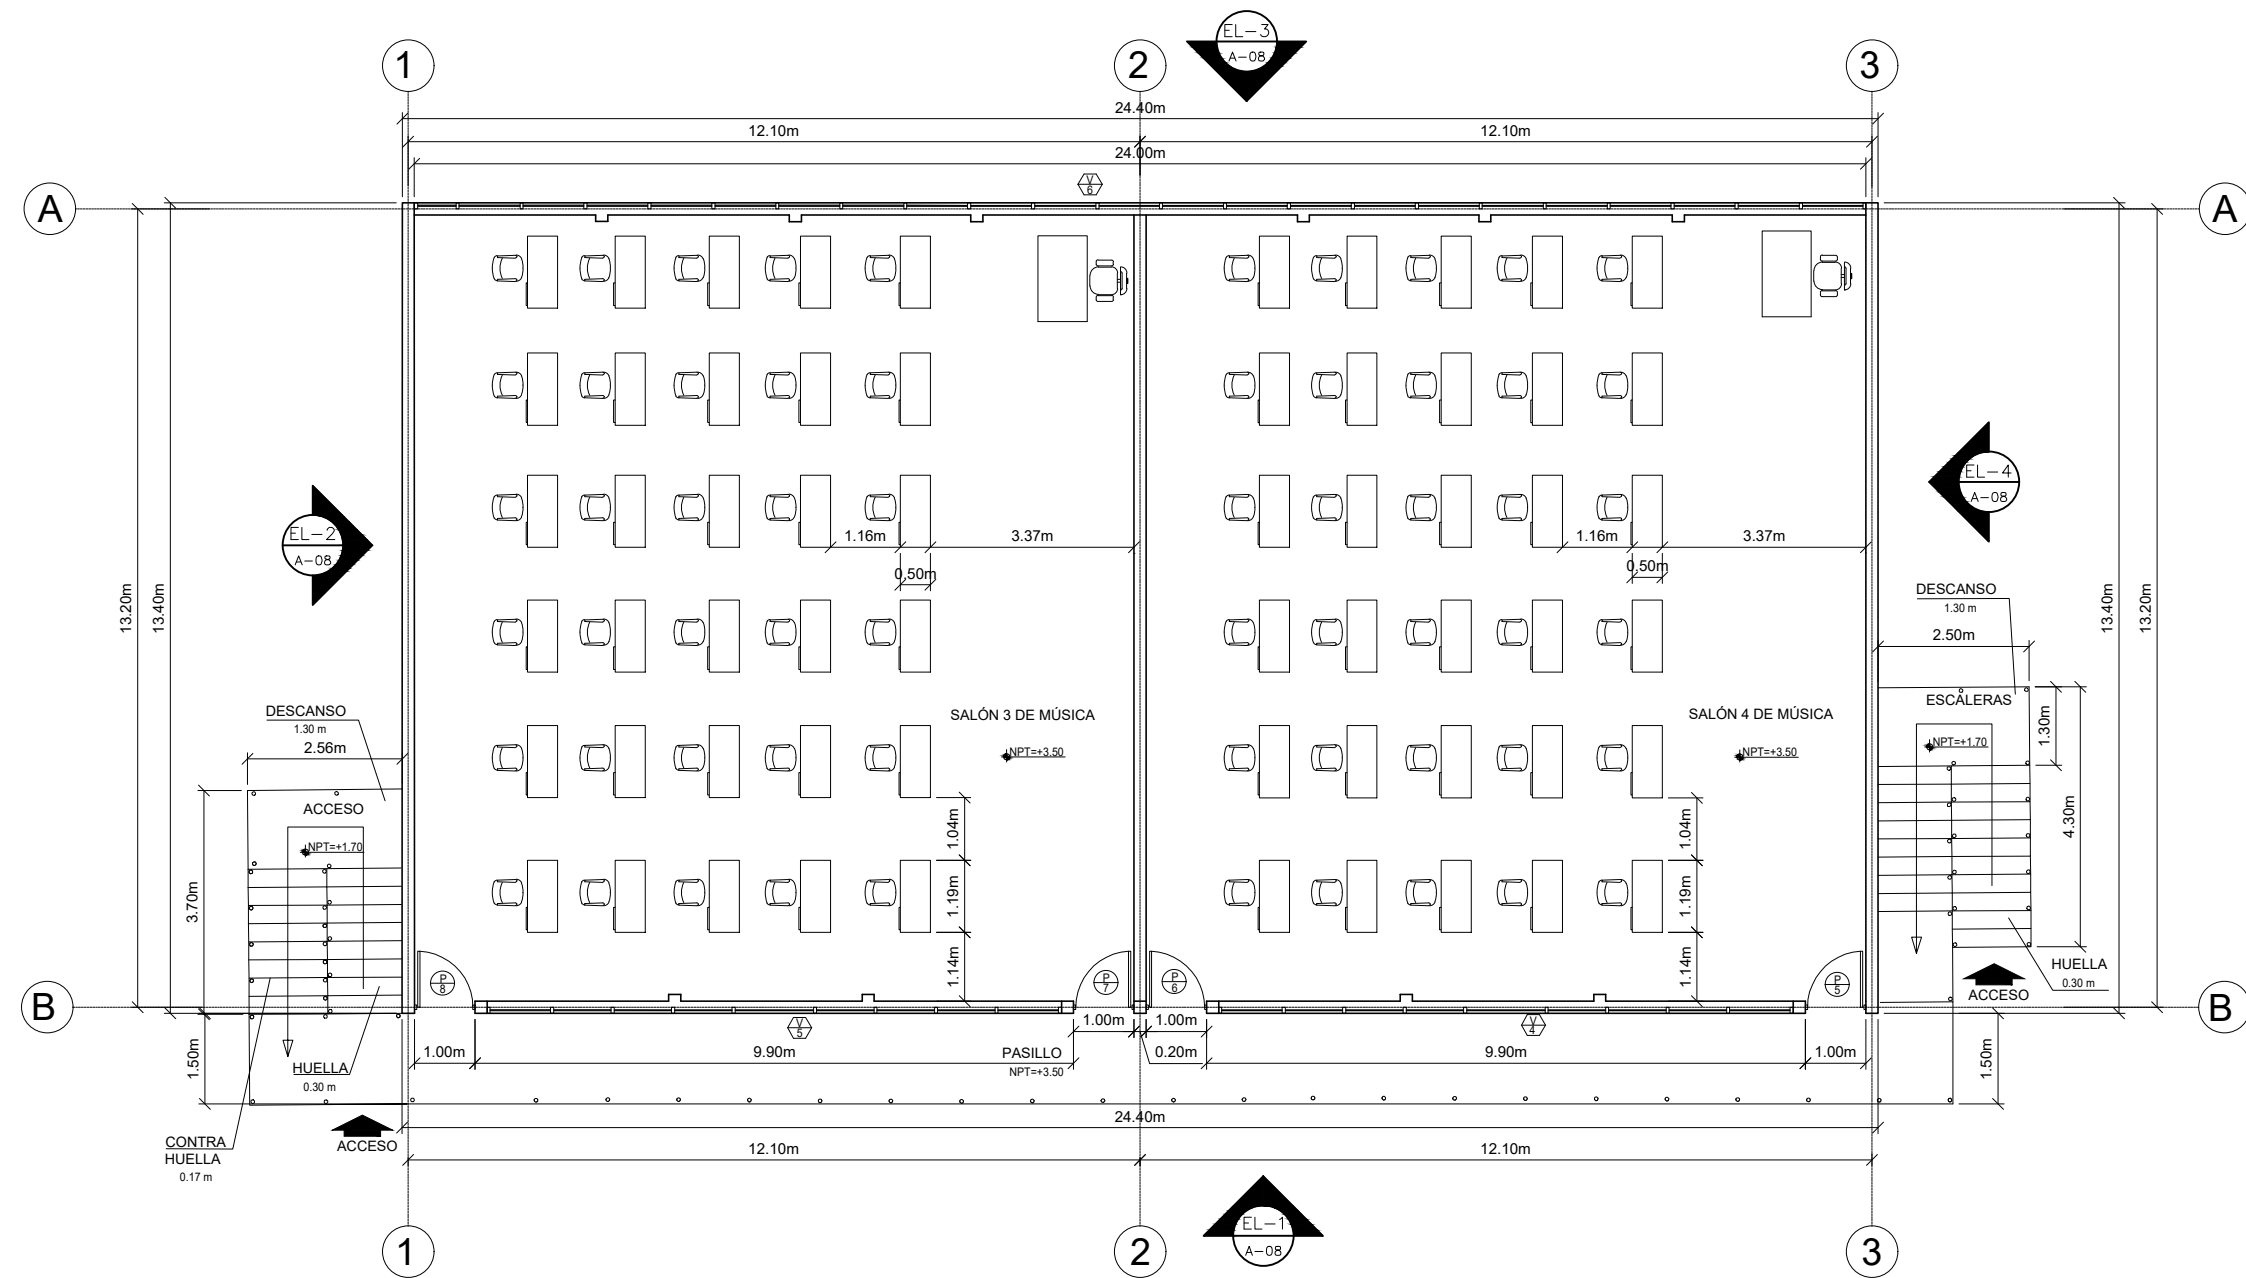 EL-3
A-08
1
2
3
24.40m
12.10m
12.10m
24.00m
V
6
A
A
1.16m
3.37m
0.50m
1.16m
3.37m
0.50m
EL-2
A-08
EL-4
A-08
13.20m
13.40m
13.40m
13.20m
DESCANSO
1.30 m
2.50m
ESCALERAS
NPT=+1.70
1.30m
4.30m
DESCANSO
1.30 m
2.56m
ACCESO
NPT=+1.70
3.70m
SALÓN 3 DE MÚSICA
NPT=+3.50
SALÓN 4 DE MÚSICA
NPT=+3.50
1.04m
1.19m
1.14m
1.04m
1.19m
1.14m
HUELLA
0.30 m
ACCESO
P
8
P
7
P
6
P
5
B
B
V
5
V
4
1.00m
1.00m
1.00m
9.90m
PASILLO
NPT=+3.50
0.20m
9.90m
1.00m
1.50m
1.50m
HUELLA
0.30 m
CONTRA
HUELLA
0.17 m
ACCESO
24.40m
12.10m
12.10m
EL-1
A-08
1
2
3